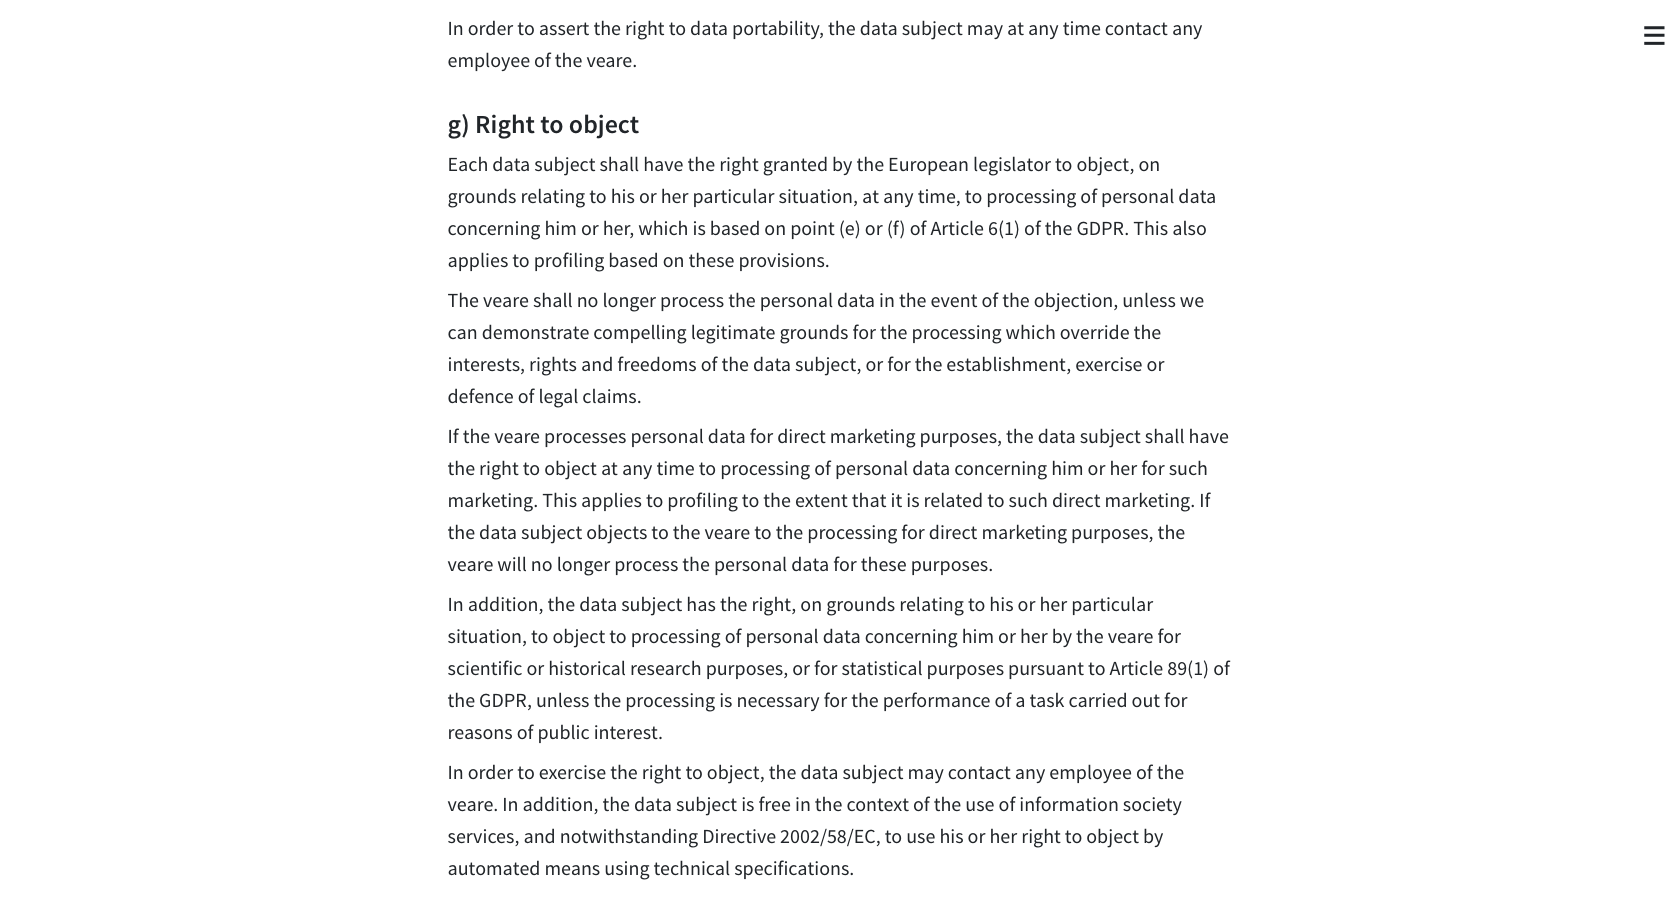 In order to assert the right to data portability, the data subject may at any time contact any
employee of the veare.
g) Right to object
Each data subject shall have the right granted by the European legislator to object, on
grounds relating to his or her particular situation, at any time, to processing of personal data
concerning him or her, which is based on point (e) or (f) of Article 6(1) of the GDPR. This also
applies to profiling based on these provisions.
The veare shall no longer process the personal data in the event of the objection, unless we
can demonstrate compelling legitimate grounds for the processing which override the
interests, rights and freedoms of the data subject, or for the establishment, exercise or
defence of legal claims.
If the veare processes personal data for direct marketing purposes, the data subject shall have
the right to object at any time to processing of personal data concerning him or her for such
marketing. This applies to profiling to the extent that it is related to such direct marketing. If
the data subject objects to the veare to the processing for direct marketing purposes, the
veare will no longer process the personal data for these purposes.
In addition, the data subject has the right, on grounds relating to his or her particular
situation, to object to processing of personal data concerning him or her by the veare for
scientific or historical research purposes, or for statistical purposes pursuant to Article 89(1) of
the GDPR, unless the processing is necessary for the performance of a task carried out for
reasons of public interest.
In order to exercise the right to object, the data subject may contact any employee of the
veare. In addition, the data subject is free in the context of the use of information society
services, and notwithstanding Directive 2002/58/EC, to use his or her right to object by
automated means using technical specifications.